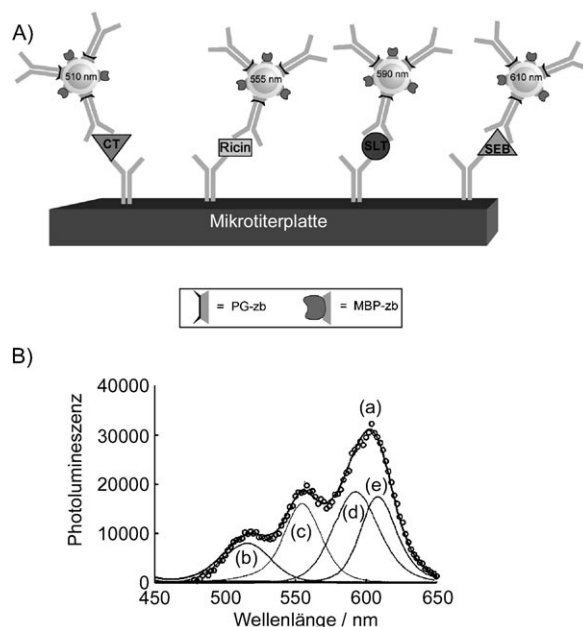 A)
510 nm
555 nm
590 nm
610 nm
CT
Ricin
SLT
SEB
Mikrotiterplatte
= PG-zb
= MBP-zb
B)
Photolumineszenz
40000
30000
20000
10000
0
(a)
(b)
(c)
(d)
(e)
450
500
550
600
650
Wellenlänge / nm